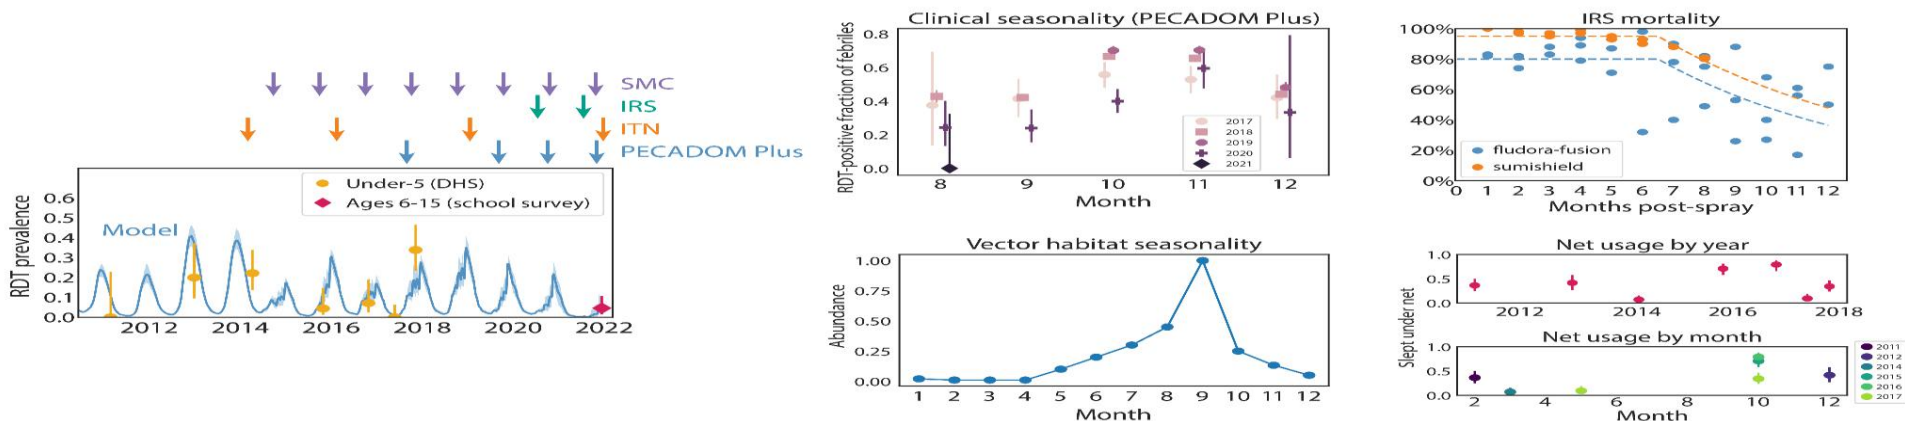 SMC
IRS
ITN
PECADOM Plus
RDT prevalence
0.6
0.5
0.4
0.3
0.2
0.1
0.0
Under-5 (DHS)
Ages 6-15 (school survey)
Model
2012 2014 2016 2018 2020 2022
Clinical seasonality (PECADOM Plus)
RDT-positive fraction of febriles
0.8
0.6
0.4
0.2
0.0
2017
2018
2019
2020
2021
8 9 10 11 12
Month
Vector habitat seasonality
Abundance
1.00
0.75
0.50
0.25
0.00
1 2 3 4 5 6 7 8 9 10 11 12
Month
IRS mortality
100%
80%
60%
40%
20%
0%
fludora-fusion
sumishield
0 1 2 3 4 5 6 7 8 9 10 11 12
Months post-spray
Net usage by year
Slept under net
1.0
0.5
0.0
2012 2014 2016 2018
Net usage by month
1.0
0.5
0.0
2011
2012
2014
2015
2016
2017
2 4 6 8 10 12
Month